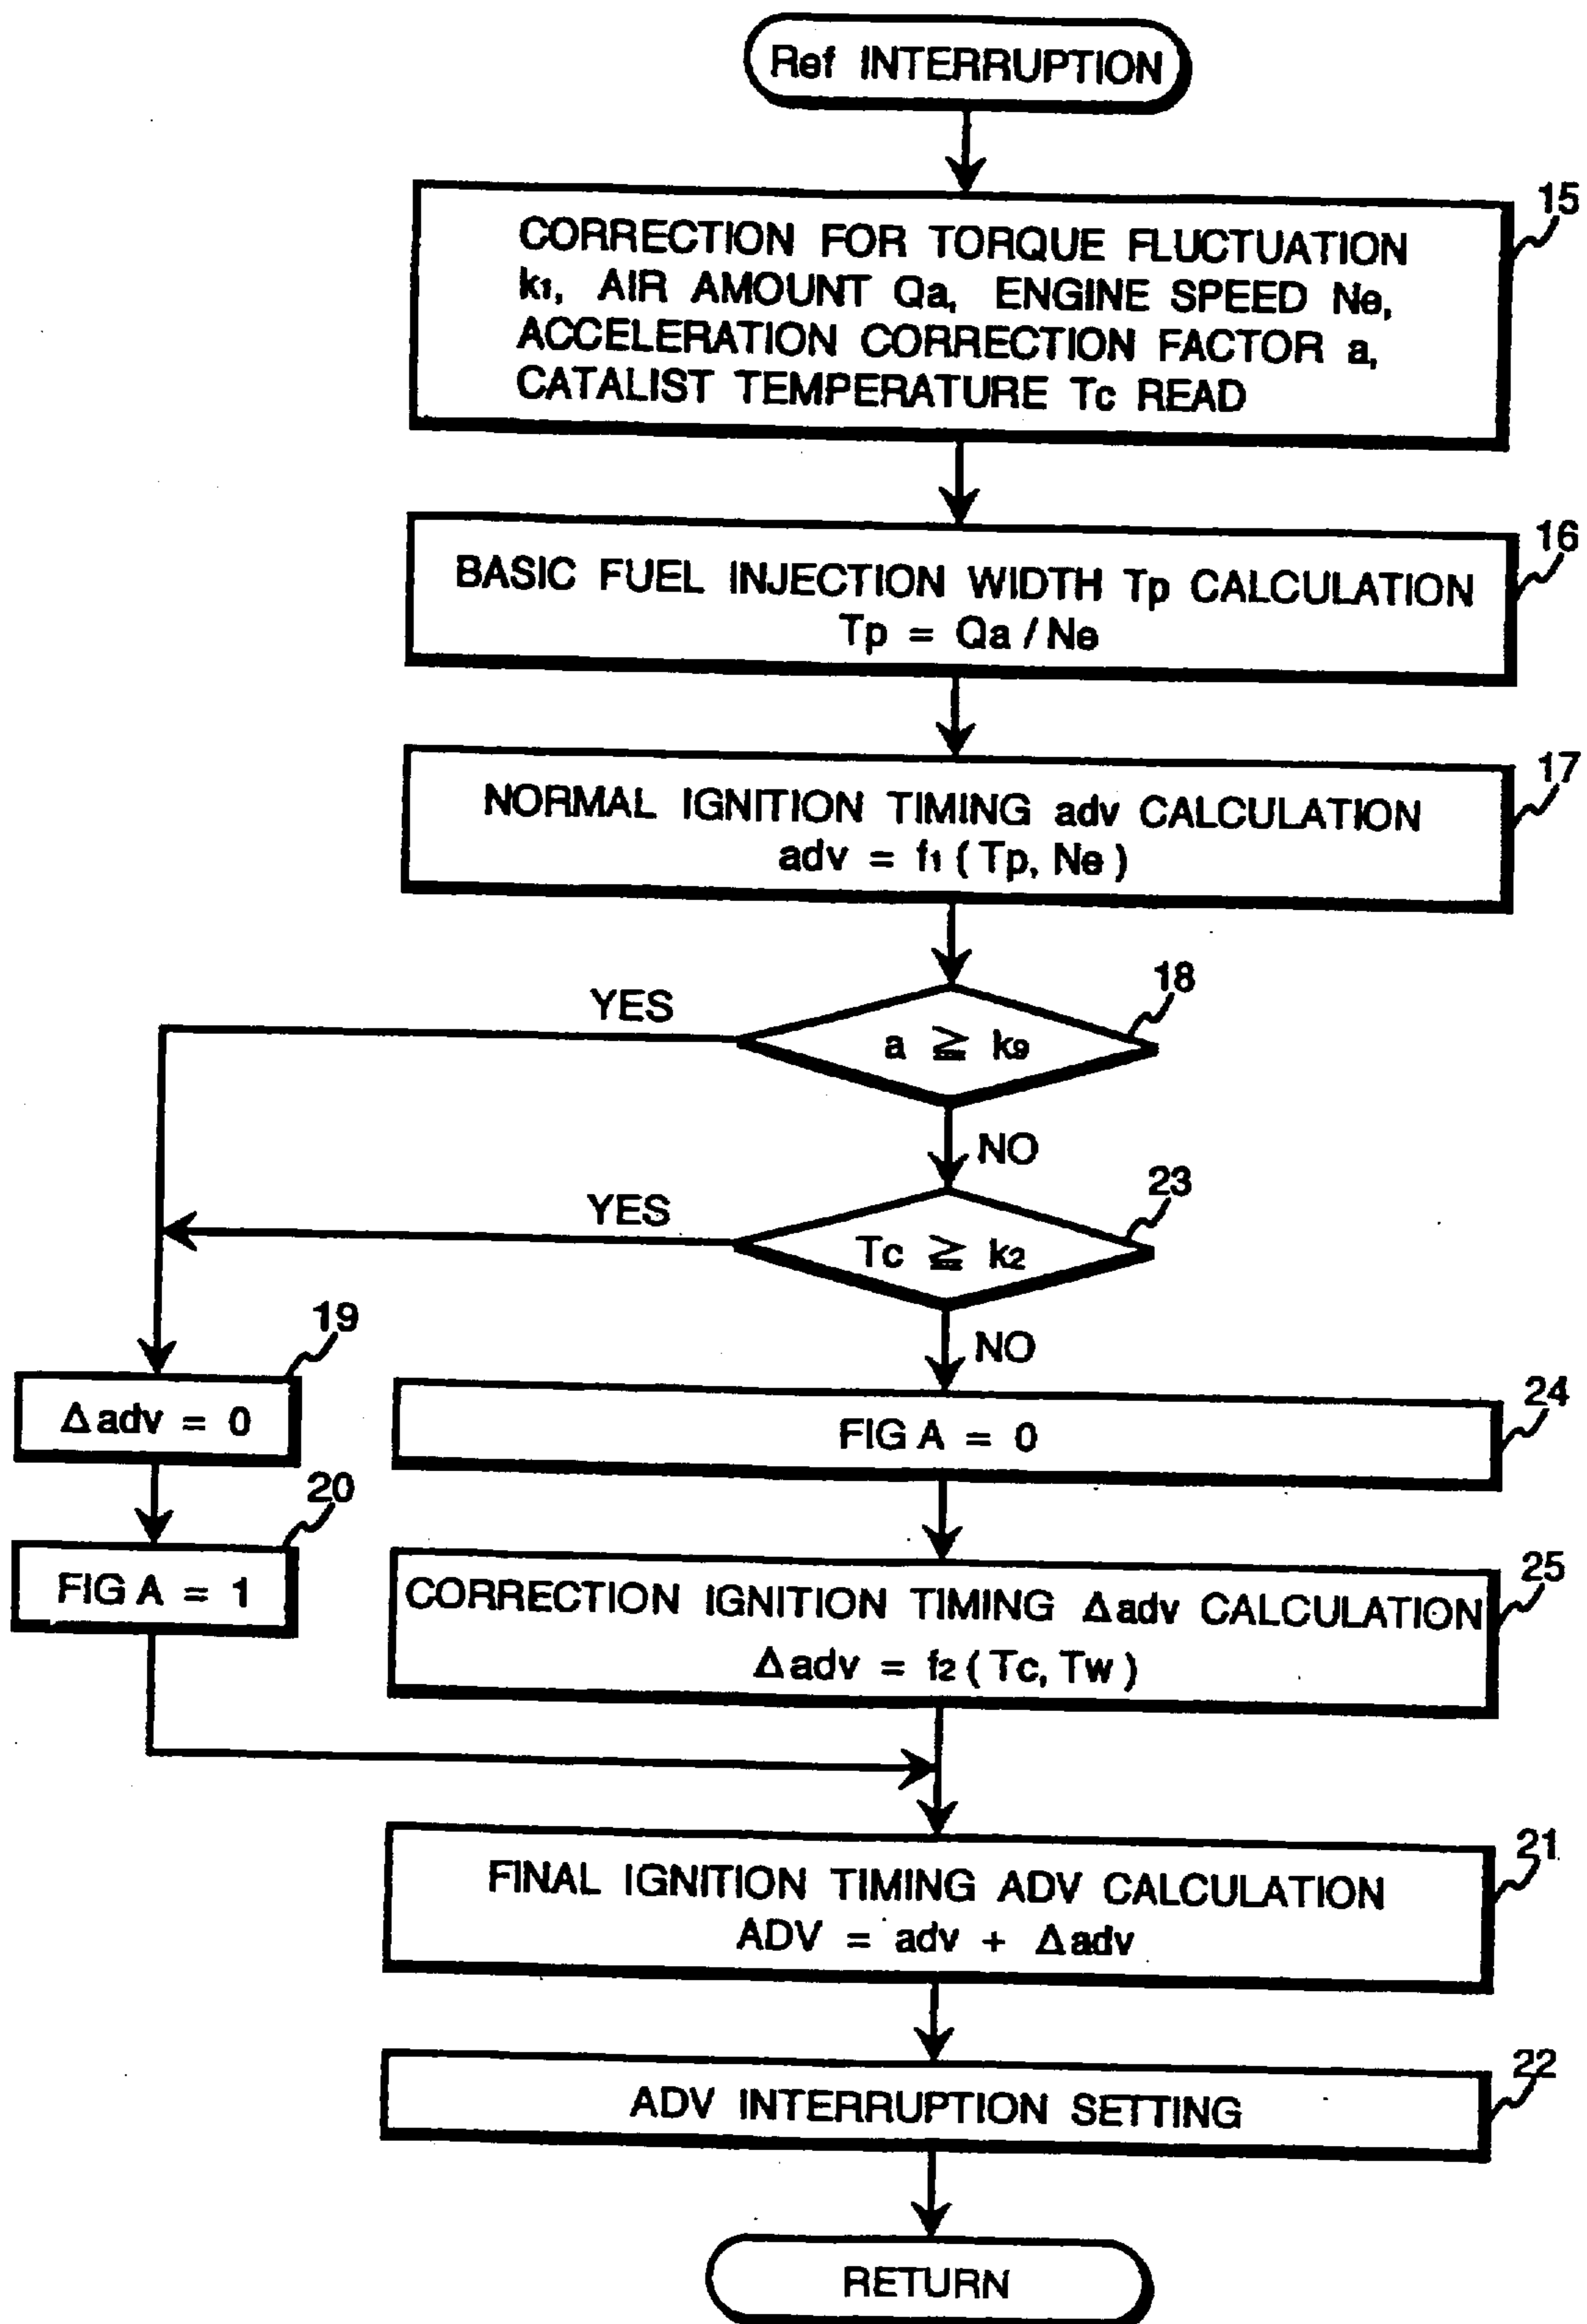 Ref INTERRUPTION
15
CORRECTION FOR TORQUE FLUCTUATION
k1, AIR AMOUNT Qa, ENGINE SPEED Ne,
ACCELERATION CORRECTION FACTOR a,
CATALIST TEMPERATURE Tc READ
16
BASIC FUEL INJECTION WIDTH Tp CALCULATION
Tp = Qa / Ne
17
NORMAL IGNITION TIMING adv CALCULATION
adv = f1 ( Tp, Ne )
18
YES
a ≧ k9
NO
23
YES
Tc ≧ k2
NO
19
Δadv = 0
24
FIG A = 0
20
FIG A = 1
25
CORRECTION IGNITION TIMING Δadv CALCULATION
Δadv = f2 ( Tc, Tw )
21
FINAL IGNITION TIMING ADV CALCULATION
ADV = adv + Δadv
22
ADV INTERRUPTION SETTING
RETURN